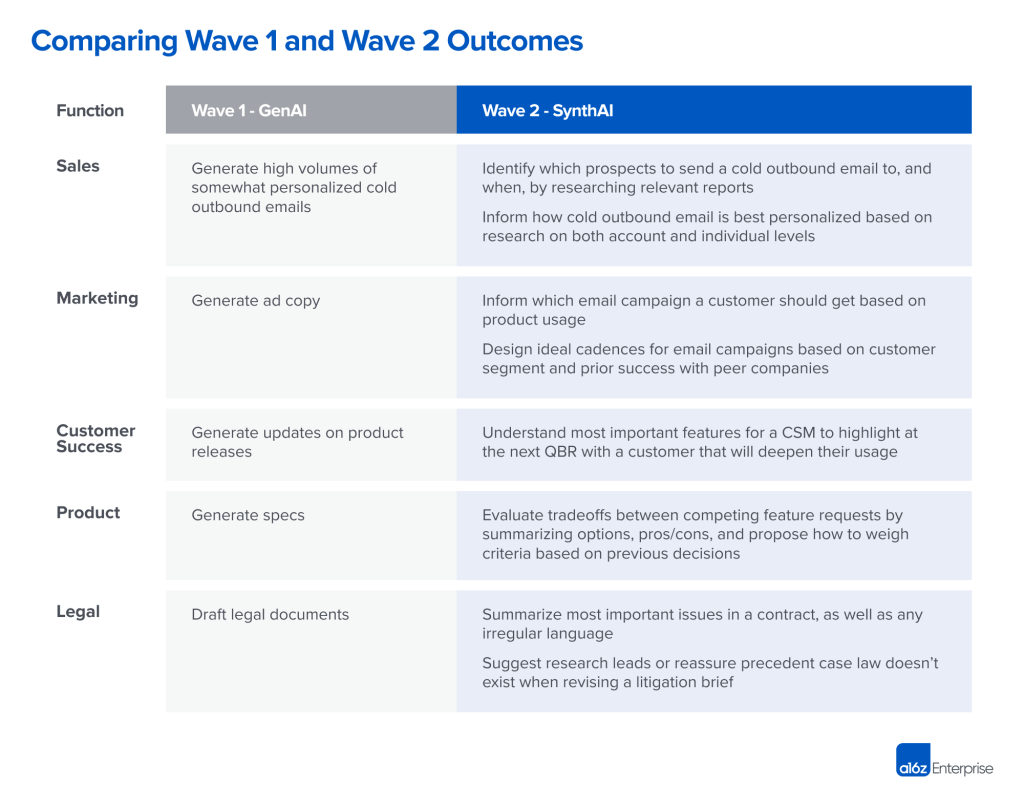 Comparing Wave 1 and Wave 2 Outcomes
Function
Wave 1 - GenAI
Wave 2 - SynthAI
Sales
Generate high volumes of
somewhat personalized cold
outbound emails
Identify which prospects to send a cold outbound email to, and
when, by researching relevant reports
Inform how cold outbound email is best personalized based on
research on both account and individual levels
Marketing
Generate ad copy
Inform which email campaign a customer should get based on
product usage
Design ideal cadences for email campaigns based on customer
segment and prior success with peer companies
Customer
Success
Generate updates on product
releases
Understand most important features for a CSM to highlight at
the next QBR with a customer that will deepen their usage
Product
Generate specs
Evaluate tradeoffs between competing feature requests by
summarizing options, pros/cons, and propose how to weigh
criteria based on previous decisions
Legal
Draft legal documents
Summarize most important issues in a contract, as well as any
irregular language
Suggest research leads or reassure precedent case law doesn’t
exist when revising a litigation brief
a16z Enterprise